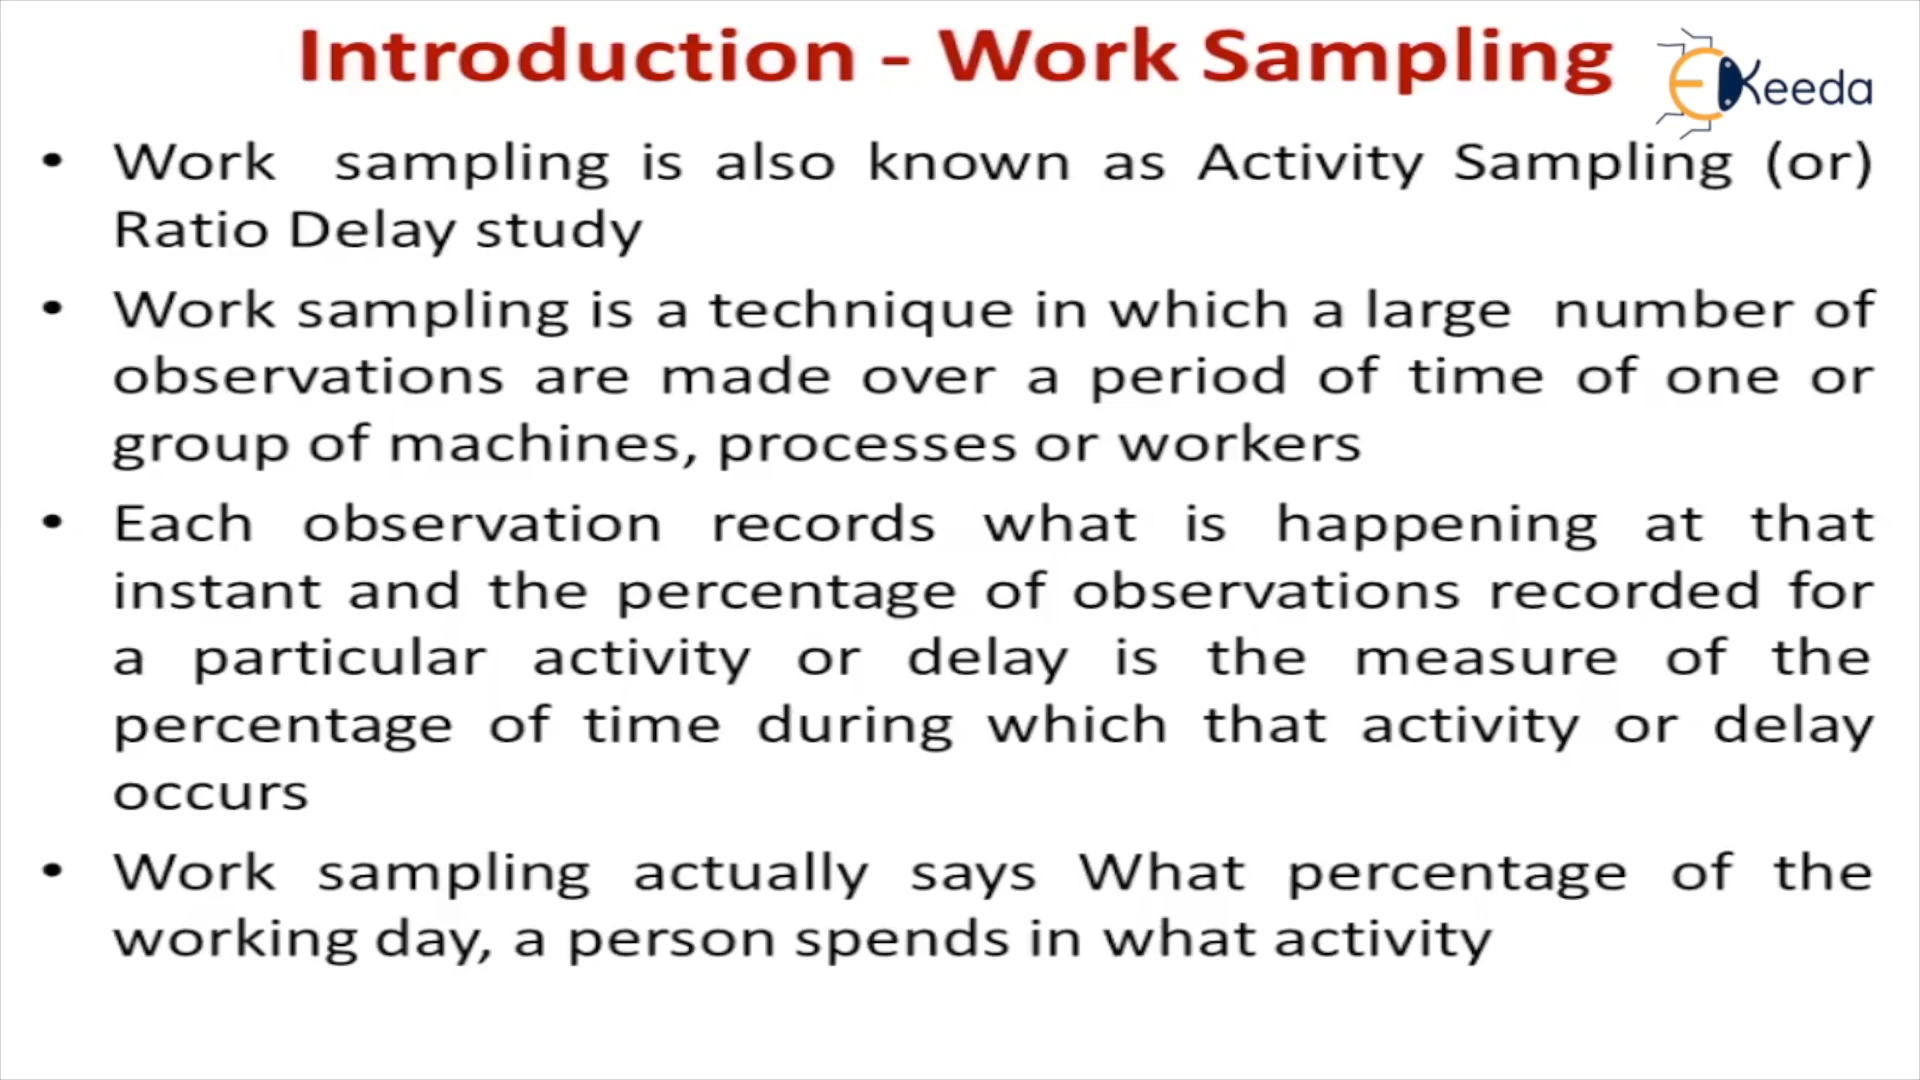 Introduction - Work Sampling
EKeeda
• Work sampling is also known as Activity Sampling (or)
Ratio Delay study
• Work sampling is a technique in which a large number of
observations are made over a period of time of one or
group of machines, processes or workers
• Each observation records what is happening at that
instant and the percentage of observations recorded for
a particular activity or delay is the measure of the
percentage of time during which that activity or delay
occurs
• Work sampling actually says What percentage of the
working day, a person spends in what activity